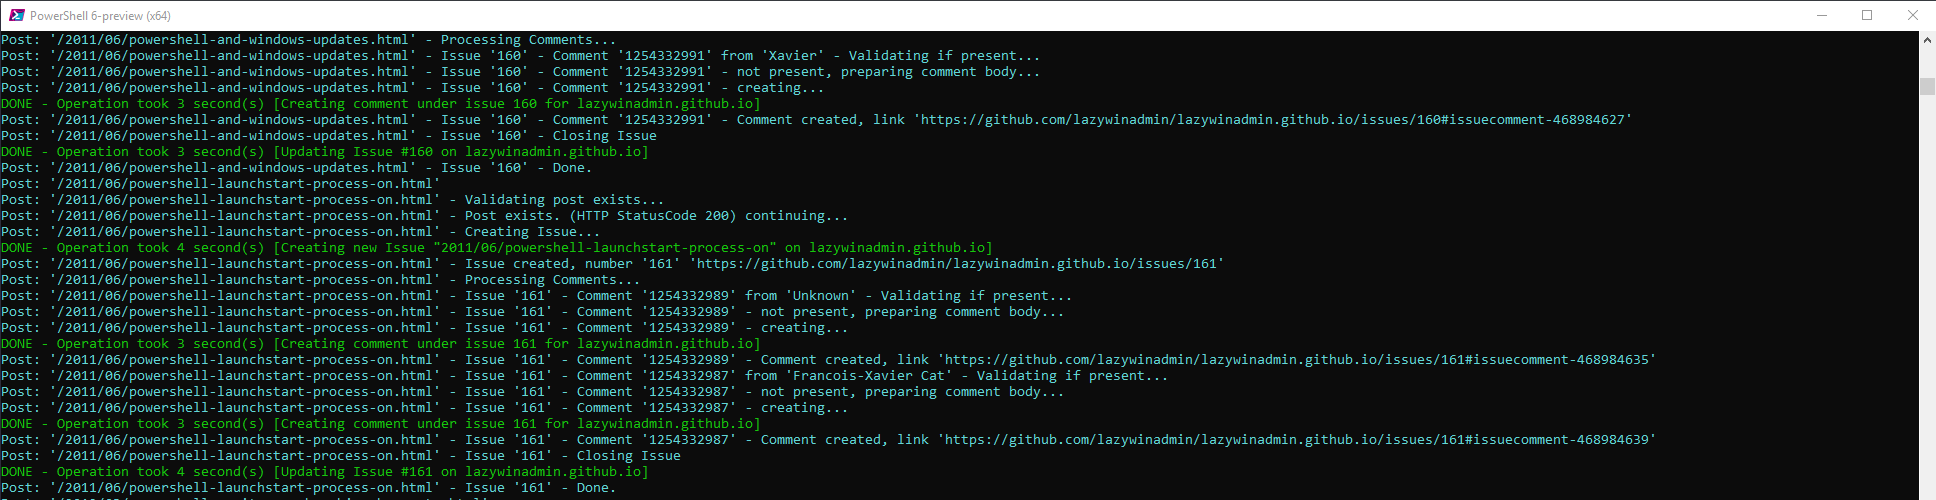 PowerShell 6-preview (x64)
Post: '/2011/06/powershell-and-windows-updates.html' - Processing Comments...
Post: '/2011/06/powershell-and-windows-updates.html' - Issue '160' - Comment '1254332991' from 'Xavier' - Validating if present...
Post: '/2011/06/powershell-and-windows-updates.html' - Issue '160' - Comment '1254332991' - not present, preparing comment body...
Post: '/2011/06/powershell-and-windows-updates.html' - Issue '160' - Comment '1254332991' - creating...
DONE - Operation took 3 second(s) [Creating comment under issue 160 for lazywinadmin.github.io]
Post: '/2011/06/powershell-and-windows-updates.html' - Issue '160' - Comment '1254332991' - Comment created, link 'https://github.com/lazywinadmin/lazywinadmin.github.io/issues/160#issuecomment-468984627'
Post: '/2011/06/powershell-and-windows-updates.html' - Issue '160' - Closing Issue
DONE - Operation took 3 second(s) [Updating Issue #160 on lazywinadmin.github.io]
Post: '/2011/06/powershell-and-windows-updates.html' - Issue '160' - Done.
Post: '/2011/06/powershell-launchstart-process-on.html'
Post: '/2011/06/powershell-launchstart-process-on.html' - Validating post exists...
Post: '/2011/06/powershell-launchstart-process-on.html' - Post exists. (HTTP StatusCode 200) continuing...
Post: '/2011/06/powershell-launchstart-process-on.html' - Creating Issue...
DONE - Operation took 4 second(s) [Creating new Issue "2011/06/powershell-launchstart-process-on" on lazywinadmin.github.io]
Post: '/2011/06/powershell-launchstart-process-on.html' - Issue created, number '161' 'https://github.com/lazywinadmin/lazywinadmin.github.io/issues/161'
Post: '/2011/06/powershell-launchstart-process-on.html' - Processing Comments...
Post: '/2011/06/powershell-launchstart-process-on.html' - Issue '161' - Comment '1254332989' from 'Unknown' - Validating if present...
Post: '/2011/06/powershell-launchstart-process-on.html' - Issue '161' - Comment '1254332989' - not present, preparing comment body...
Post: '/2011/06/powershell-launchstart-process-on.html' - Issue '161' - Comment '1254332989' - creating...
DONE - Operation took 3 second(s) [Creating comment under issue 161 for lazywinadmin.github.io]
Post: '/2011/06/powershell-launchstart-process-on.html' - Issue '161' - Comment '1254332989' - Comment created, link 'https://github.com/lazywinadmin/lazywinadmin.github.io/issues/161#issuecomment-468984635'
Post: '/2011/06/powershell-launchstart-process-on.html' - Issue '161' - Comment '1254332987' from 'Francois-Xavier Cat' - Validating if present...
Post: '/2011/06/powershell-launchstart-process-on.html' - Issue '161' - Comment '1254332987' - not present, preparing comment body...
Post: '/2011/06/powershell-launchstart-process-on.html' - Issue '161' - Comment '1254332987' - creating...
DONE - Operation took 3 second(s) [Creating comment under issue 161 for lazywinadmin.github.io]
Post: '/2011/06/powershell-launchstart-process-on.html' - Issue '161' - Comment '1254332987' - Comment created, link 'https://github.com/lazywinadmin/lazywinadmin.github.io/issues/161#issuecomment-468984639'
Post: '/2011/06/powershell-launchstart-process-on.html' - Issue '161' - Closing Issue
DONE - Operation took 4 second(s) [Updating Issue #161 on lazywinadmin.github.io]
Post: '/2011/06/powershell-launchstart-process-on.html' - Issue '161' - Done.